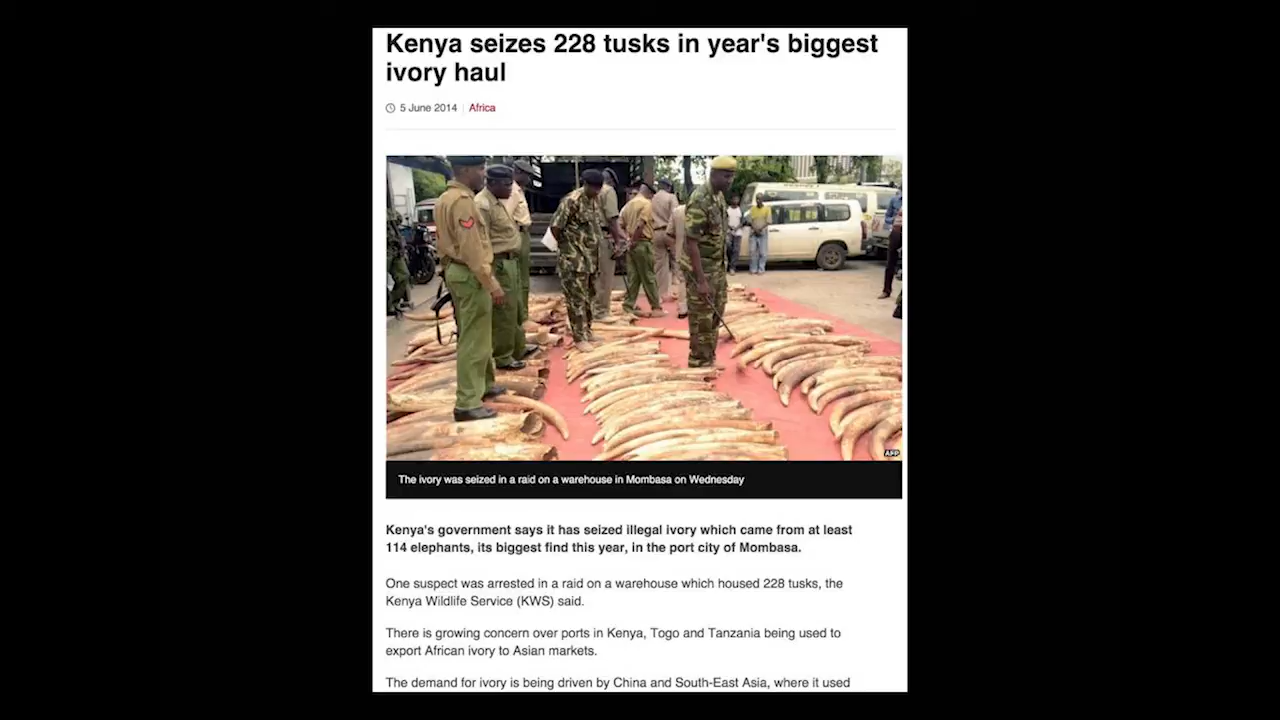 Kenya seizes 228 tusks in year's biggest
ivory haul
5 June 2014
Africa
AFP
The ivory was seized in a raid on a warehouse in Mombasa on Wednesday
Kenya's government says it has seized illegal ivory which came from at least
114 elephants, its biggest find this year, in the port city of Mombasa.
One suspect was arrested in a raid on a warehouse which housed 228 tusks, the
Kenya Wildlife Service (KWS) said.
There is growing concern over ports in Kenya, Togo and Tanzania being used to
export African ivory to Asian markets.
The demand for ivory is being driven by China and South-East Asia, where it used